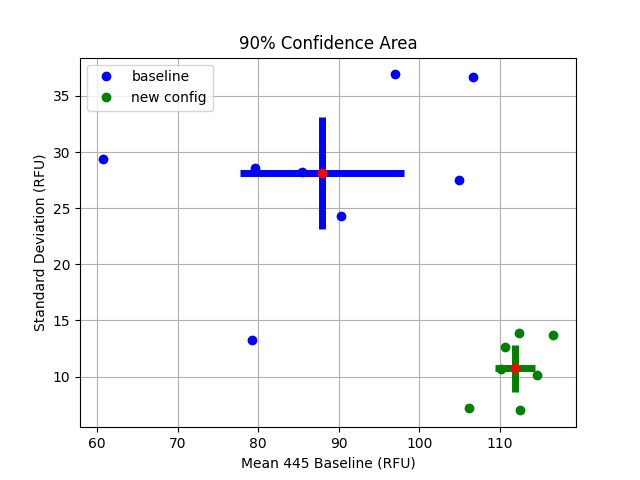 90% Confidence Area
baseline
new config
Standard Deviation (RFU)
35
30
25
20
15
10
60 70 80 90 100 110
Mean 445 Baseline (RFU)